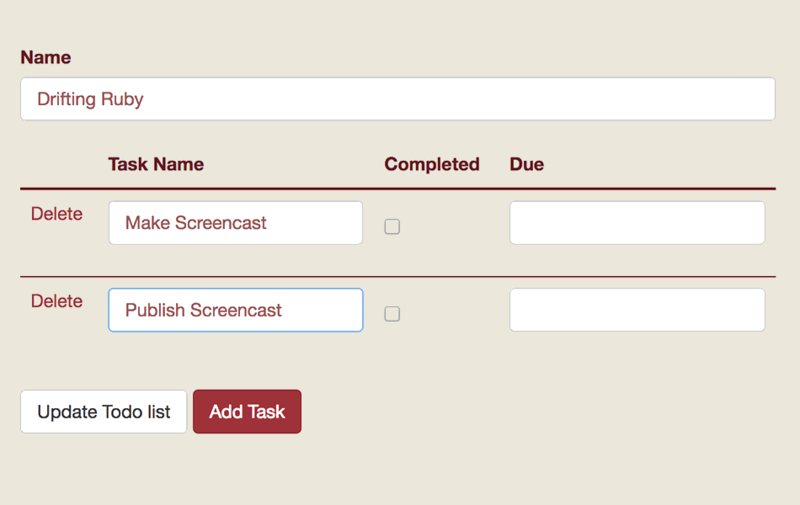 Name
Drifting Ruby
Task Name Completed Due
Delete Make Screencast
Delete Publish Screencast
Update Todo list Add Task